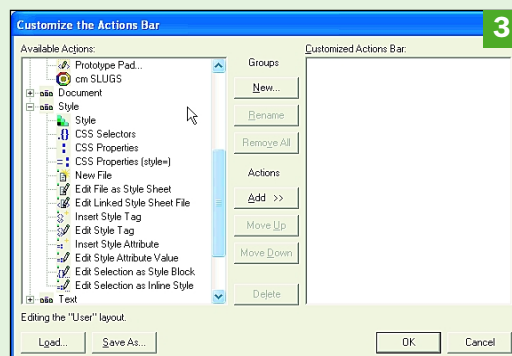 Customize the Actions Bar
3
Available Actions:
Groups
Customized Actions Bar:
Prototype Pad...
cm SLUGS
Document
Style
Style
CSS Selectors
CSS Properties
CSS Properties (style=)
New File
Edit File as Style Sheet
Edit Linked Style Sheet File
Insert Style Tag
Edit Style Tag
Insert Style Attribute
Edit Style Attribute Value
Edit Selection as Style Block
Edit Selection as Inline Style
Text
New...
Rename
Remove All
Actions
Add >>
Move Up
Move Down
Delete
Editing the "User" layout.
Load...
Save As...
OK
Cancel